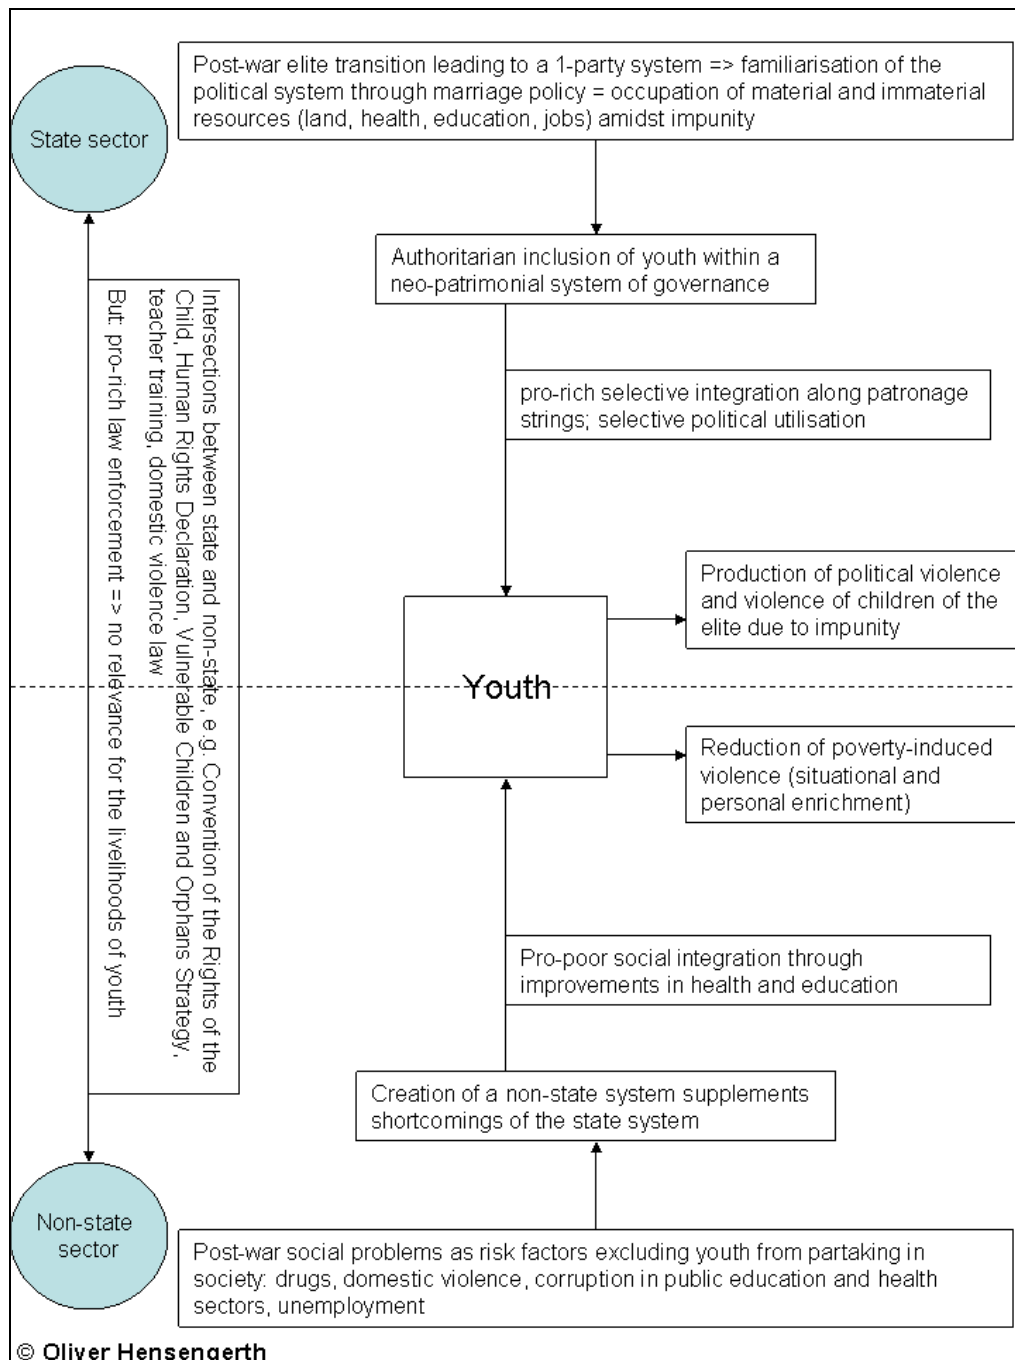 Post-war elite transition leading to a 1-party system => familiarisation of the
political system through marriage policy = occupation of material and immaterial
resources (land, health, education, jobs) amidst impunity
State sector
Authoritarian inclusion of youth within a
neo-patrimonial system of governance
Intersections between state and non-state, e.g. Convention of the Rights of the
Child, Human Rights Declaration, Vulnerable Children and Orphans Strategy,
teacher training, domestic violence law
But: pro-rich law enforcement => no relevance for the livelihoods of youth
pro-rich selective integration along patronage
strings; selective political utilisation
Production of political violence
and violence of children of the
elite due to impunity
Youth
Reduction of poverty-induced
violence (situational and
personal enrichment)
Pro-poor social integration through
improvements in health and education
Creation of a non-state system supplements
shortcomings of the state system
Non-state
sector
Post-war social problems as risk factors excluding youth from partaking in
society: drugs, domestic violence, corruption in public education and health
sectors, unemployment
© Oliver Hensengerth